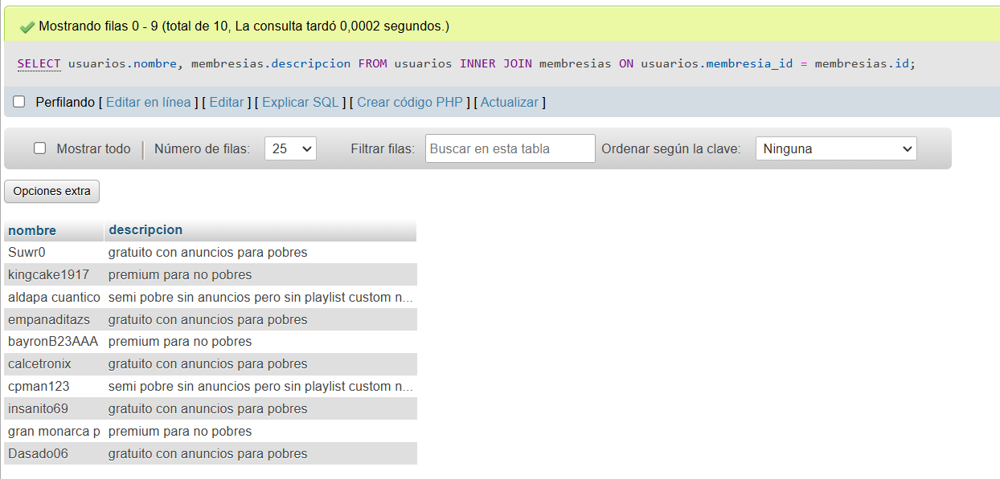 Mostrando filas 0 - 9 (total de 10, La consulta tardó 0,0002 segundos.)
SELECT usuarios.nombre, membresias.descripcion FROM usuarios INNER JOIN membresias ON usuarios.membresia_id = membresias.id;
Perfilando [ Editar en línea ] [ Editar ] [ Explicar SQL ] [ Crear código PHP ] [ Actualizar ]
Mostrar todo Número de filas: 25 Filtrar filas: Buscar en esta tabla Ordenar según la clave: Ninguna
Opciones extra
nombre descripcion
Suwr0 gratuito con anuncios para pobres
kingcake1917 premium para no pobres
aldapa cuantico semi pobre sin anuncios pero sin playlist custom n...
empanaditazs gratuito con anuncios para pobres
bayronB23AAA premium para no pobres
calcetronix gratuito con anuncios para pobres
cpman123 semi pobre sin anuncios pero sin playlist custom n...
insanito69 gratuito con anuncios para pobres
gran monarca p premium para no pobres
Dasado06 gratuito con anuncios para pobres